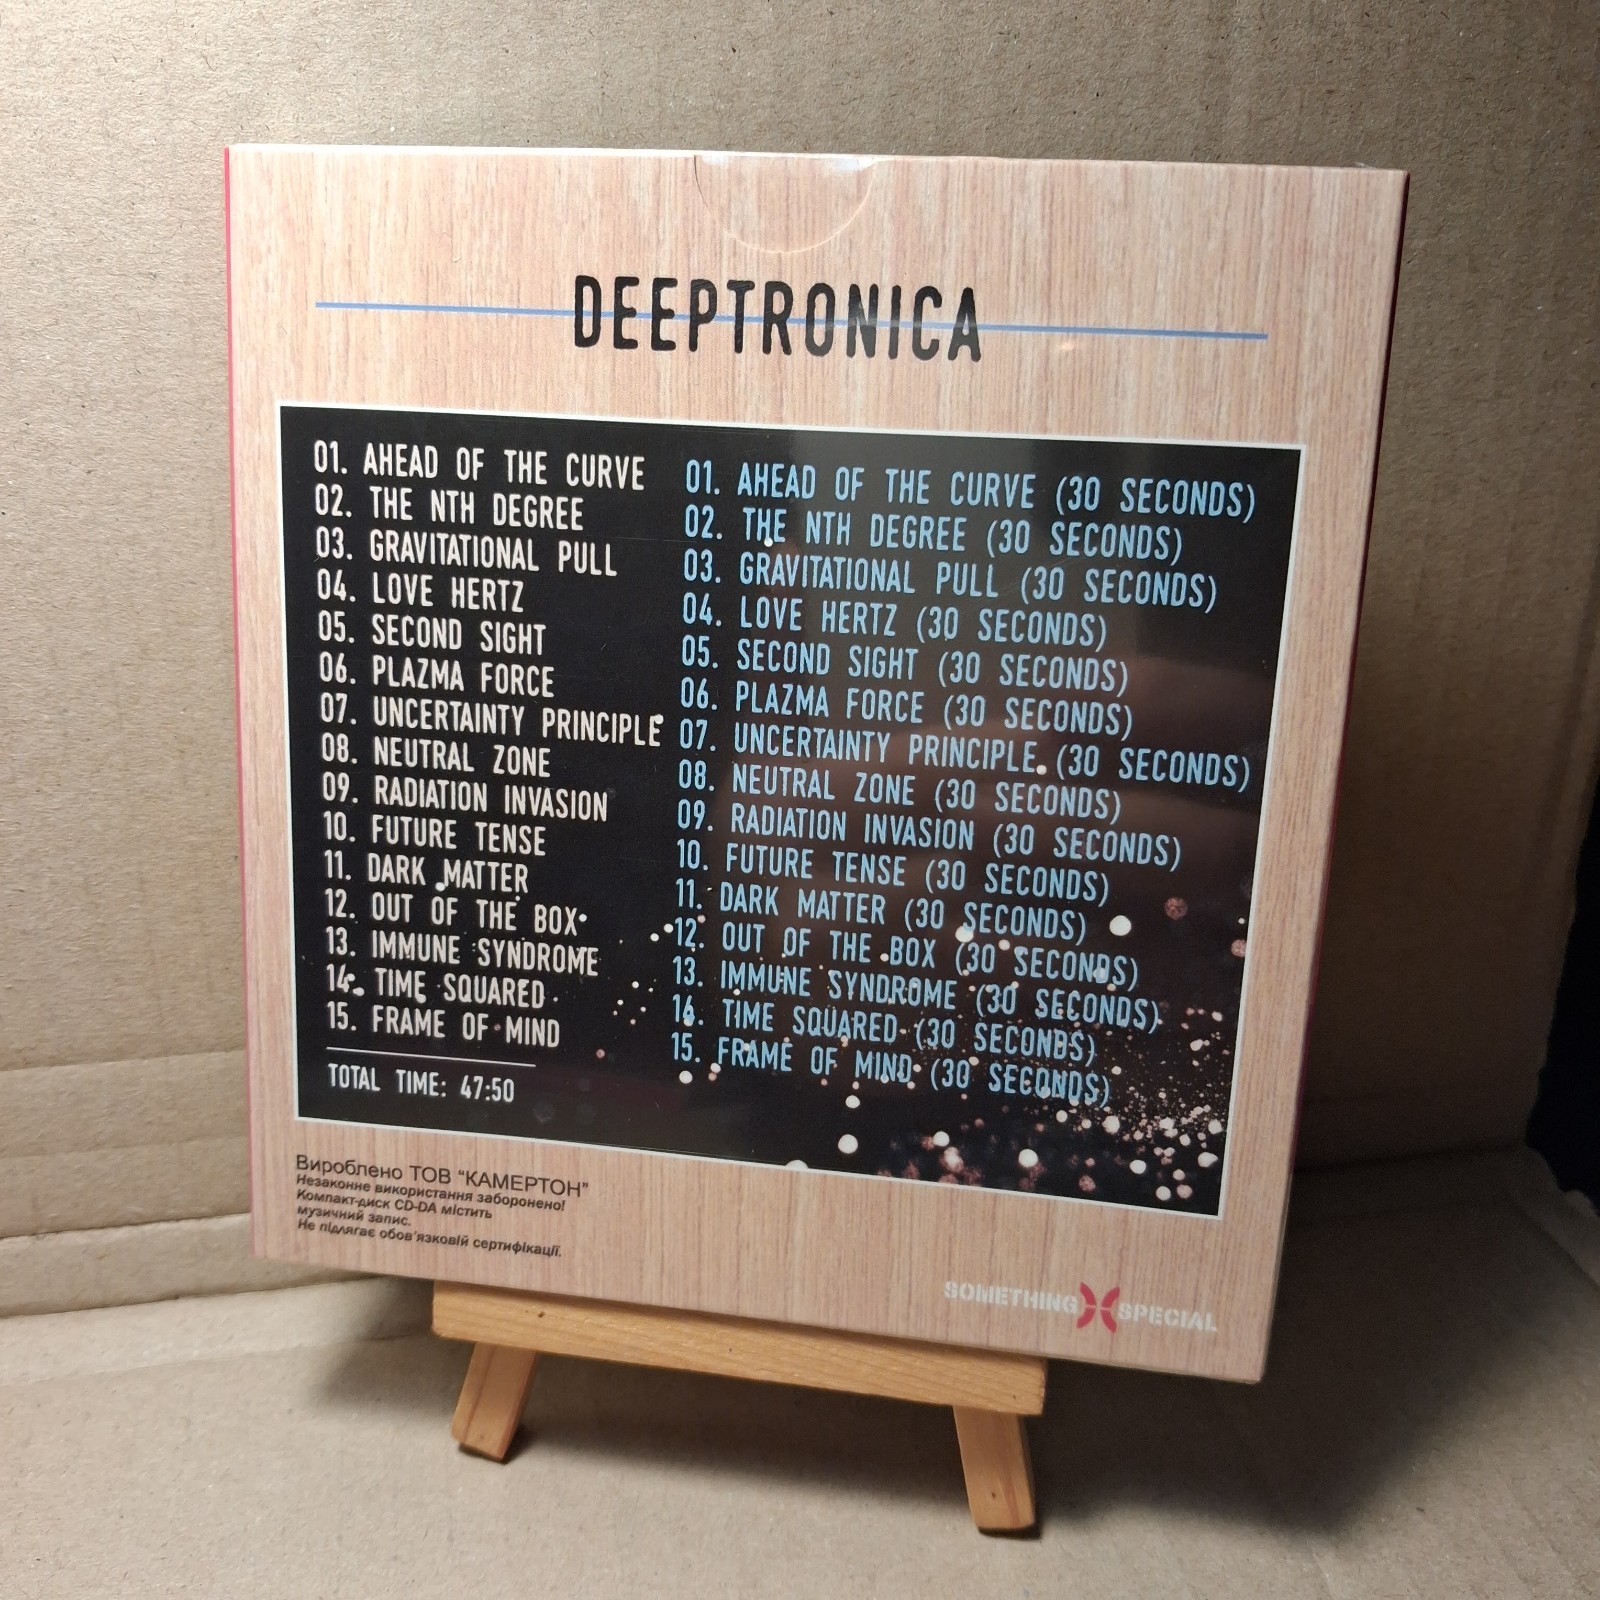 DEEPTRONICA
01. AHEAD OF THE CURVE
02. THE NTH DEGREE
03. GRAVITATIONAL PULL
04. LOVE HERTZ
05. SECOND SIGHT
06. PLAZMA FORCE
07. UNCERTAINTY PRINCIPLE
08. NEUTRAL ZONE
09. RADIATION INVASION
10. FUTURE TENSE
11. DARK MATTER
12. OUT OF THE BOX
13. IMMUNE SYNDROME
14. TIME SQUARED
15. FRAME OF MIND
TOTAL TIME: 47:50
01. AHEAD OF THE CURVE (30 SECONDS)
02. THE NTH DEGREE (30 SECONDS)
03. GRAVITATIONAL PULL (30 SECONDS)
04. LOVE HERTZ (30 SECONDS)
05. SECOND SIGHT (30 SECONDS)
06. PLAZMA FORCE (30 SECONDS)
07. UNCERTAINTY PRINCIPLE (30 SECONDS)
08. NEUTRAL ZONE (30 SECONDS)
09. RADIATION INVASION (30 SECONDS)
10. FUTURE TENSE (30 SECONDS)
11. DARK MATTER (30 SECONDS)
12. OUT OF THE BOX (30 SECONDS)
13. IMMUNE SYNDROME (30 SECONDS)
14. TIME SQUARED (30 SECONDS)
15. FRAME OF MIND (30 SECONDS)
Вироблено ТОВ "КАМЕРТОН"
Незаконне використання заборонено!
Компакт-диск CD-DA містить
музичний запис.
Не підлягає обов'язковій сертифікації.
SOMETHING SPECIAL